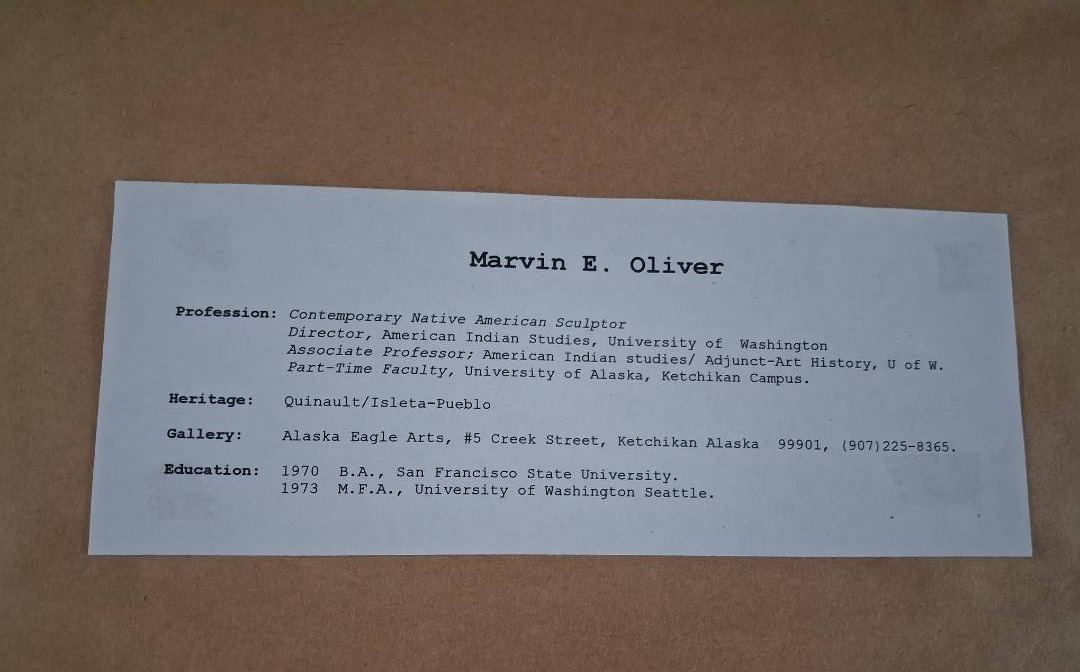 Marvin E. Oliver
Profession: Contemporary Native American Sculptor
Director, American Indian Studies, University of Washington
Associate Professor; American Indian studies/ Adjunct-Art History, U of W.
Part-Time Faculty, University of Alaska, Ketchikan Campus.
Heritage: Quinault/Isleta-Pueblo
Gallery: Alaska Eagle Arts, #5 Creek Street, Ketchikan Alaska 99901, (907)225-8365.
Education: 1970 B.A., San Francisco State University.
1973 M.F.A., University of Washington Seattle.